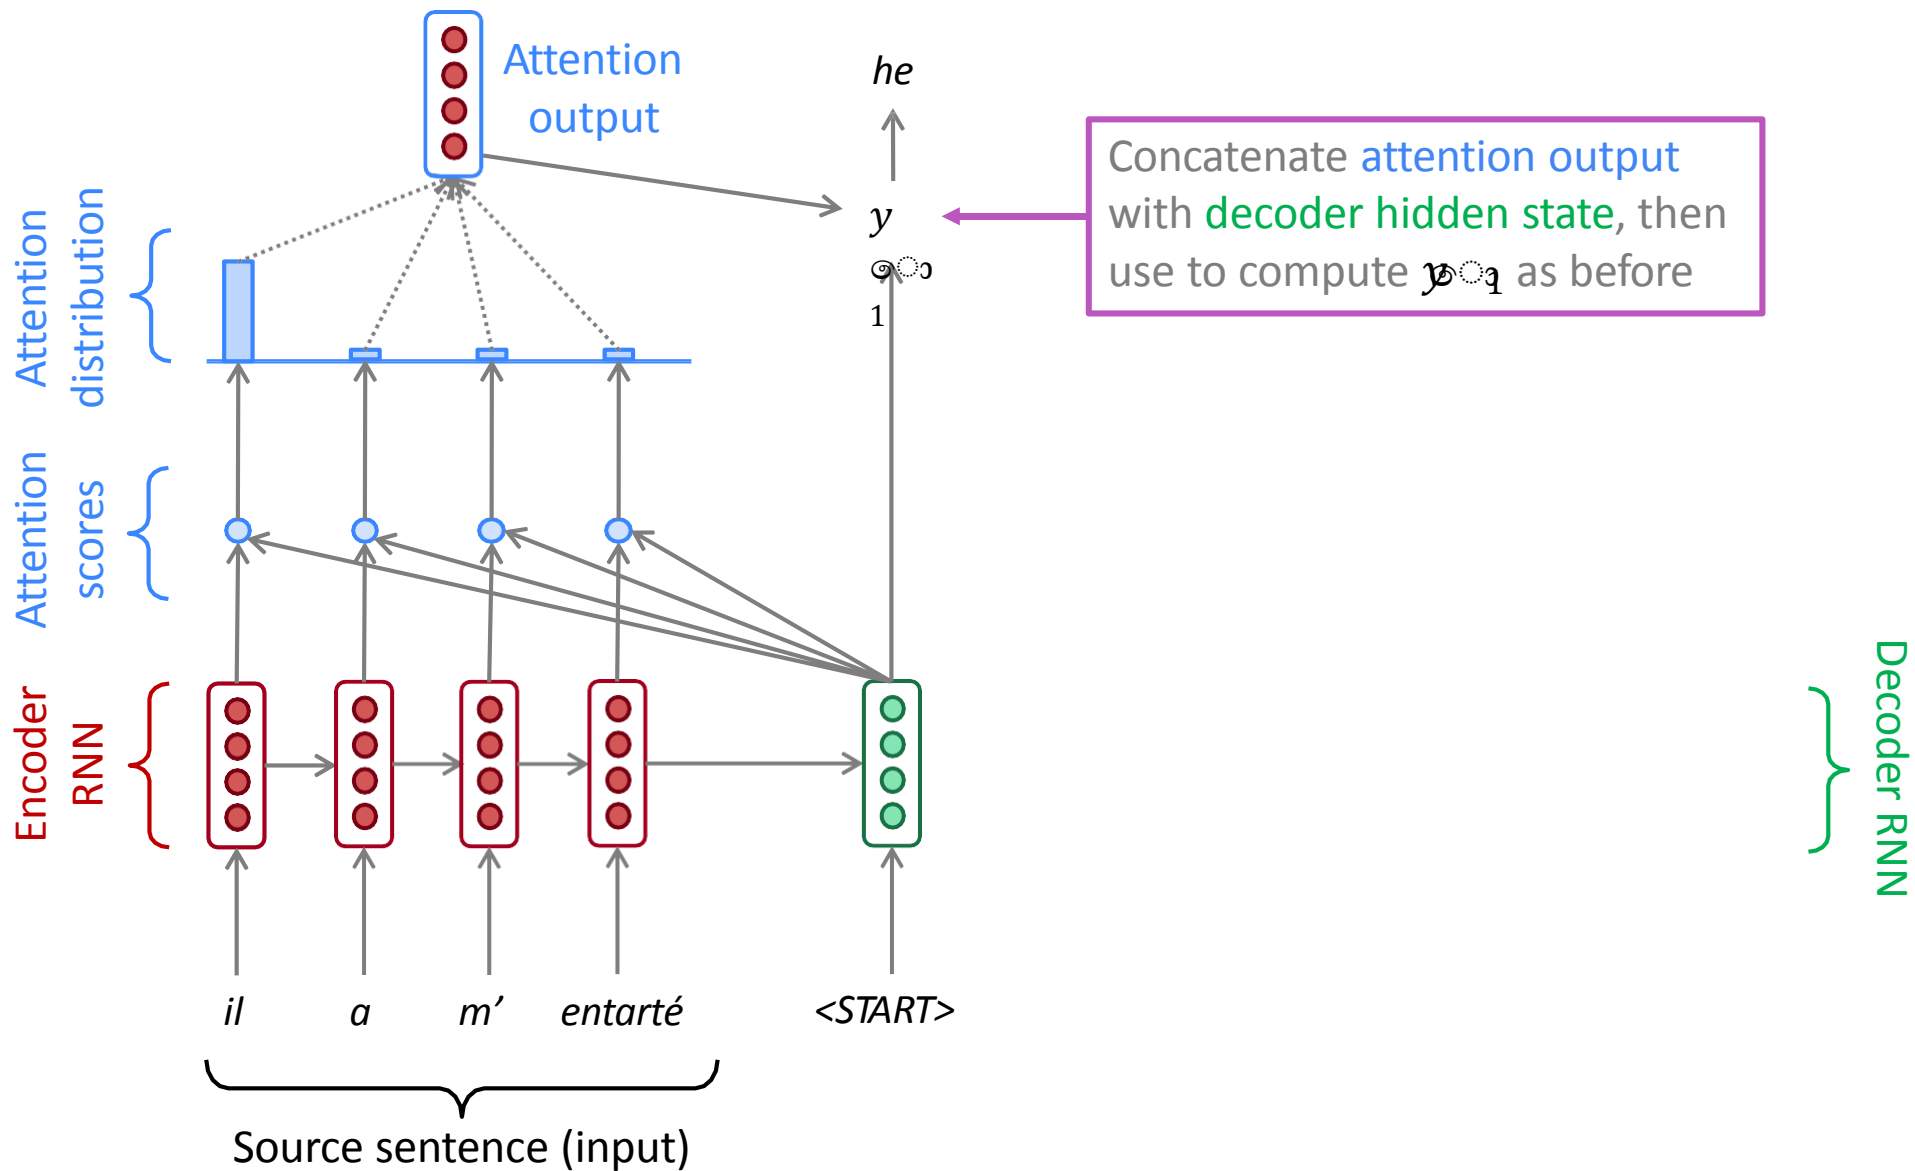 Attention
output
he
Concatenate attention output
with decoder hidden state, then
use to compute y1 as before
y
1
Attention
distribution
Attention
scores
Encoder
RNN
Decoder RNN
il a m’ entarté <START>
Source sentence (input)